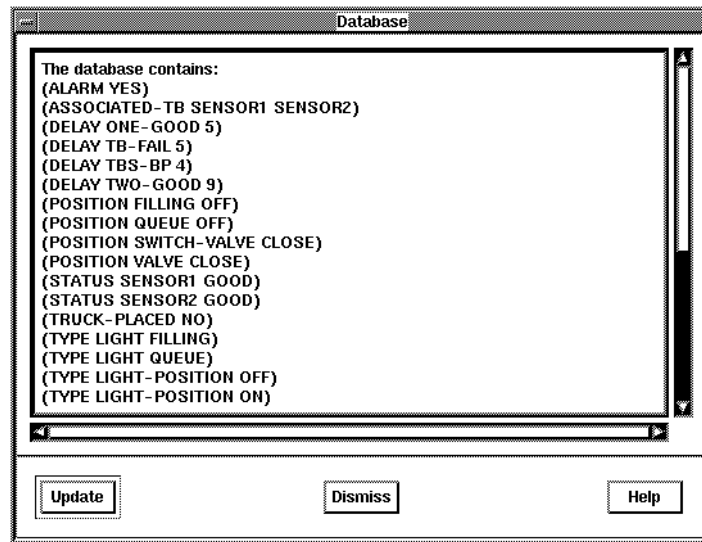 Database
The database contains:
(ALARM YES)
(ASSOCIATED-TB SENSOR1 SENSOR2)
(DELAY ONE-GOOD 5)
(DELAY TB-FAIL 5)
(DELAY TBS-BP 4)
(DELAY TWO-GOOD 9)
(POSITION FILLING OFF)
(POSITION QUEUE OFF)
(POSITION SWITCH-VALVE CLOSE)
(POSITION VALVE CLOSE)
(STATUS SENSOR1 GOOD)
(STATUS SENSOR2 GOOD)
(TRUCK-PLACED NO)
(TYPE LIGHT FILLING)
(TYPE LIGHT QUEUE)
(TYPE LIGHT-POSITION OFF)
(TYPE LIGHT-POSITION ON)
Update Dismiss Help